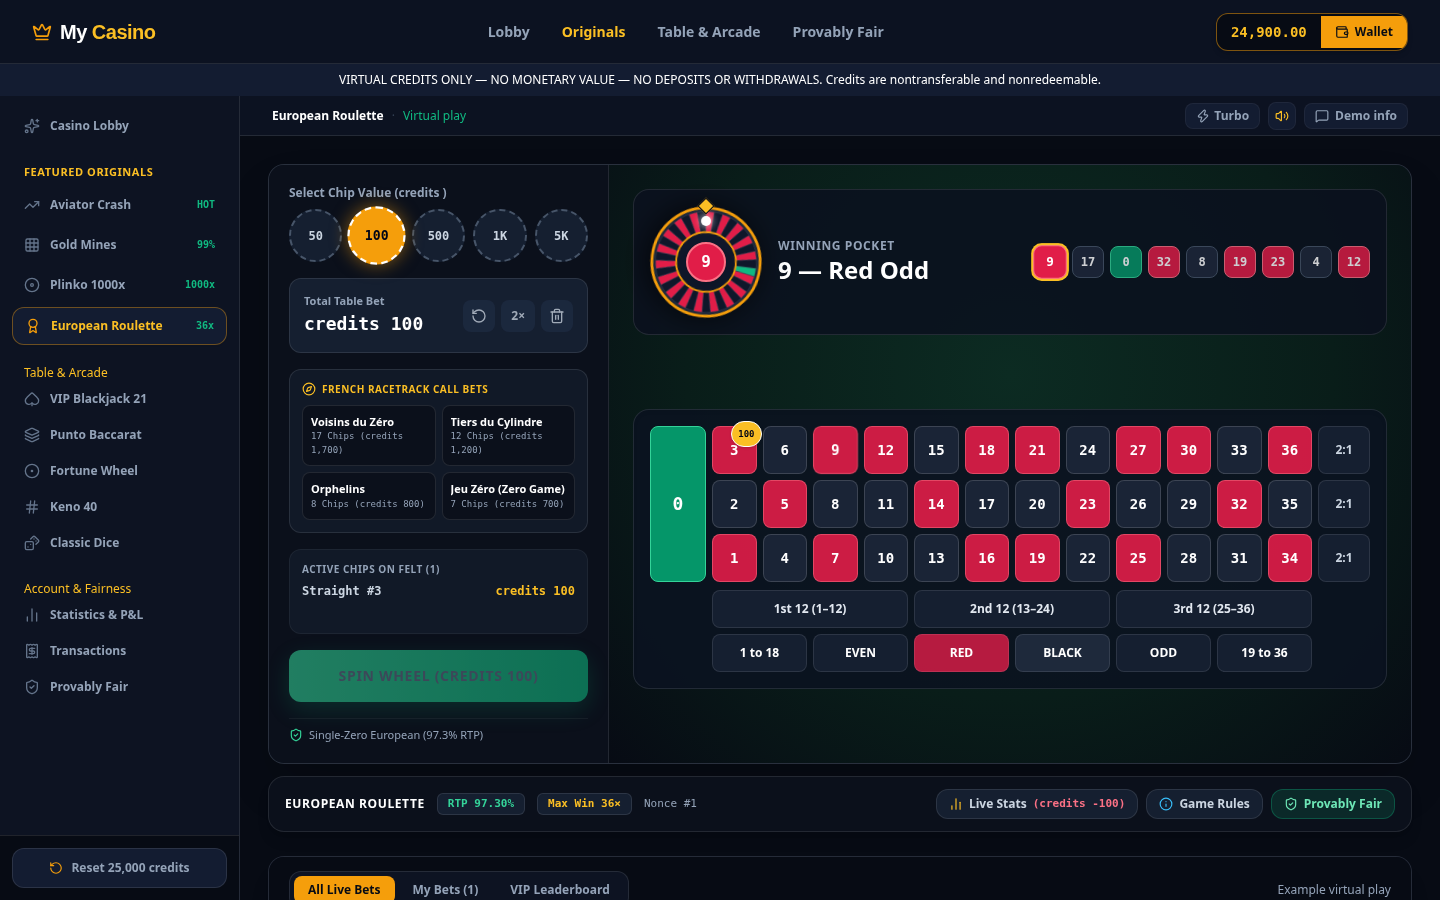 My Casino
Lobby
Originals
Table & Arcade
Provably Fair
24,900.00
Wallet
VIRTUAL CREDITS ONLY — NO MONETARY VALUE — NO DEPOSITS OR WITHDRAWALS. Credits are nontransferable and nonredeemable.
Casino Lobby
FEATURED ORIGINALS
Aviator Crash HOT
Gold Mines 99%
Plinko 1000x 1000x
European Roulette 36x
Table & Arcade
VIP Blackjack 21
Punto Baccarat
Fortune Wheel
Keno 40
Classic Dice
Account & Fairness
Statistics & P&L
Transactions
Provably Fair
Reset 25,000 credits
European Roulette · Virtual play
Turbo
Demo info
Select Chip Value (credits )
50 100 500 1K 5K
Total Table Bet
credits 100
2×
FRENCH RACETRACK CALL BETS
Voisins du Zéro
17 Chips (credits
1,700)
Tiers du Cylindre
12 Chips (credits
1,200)
Orphelins
8 Chips (credits 800)
Jeu Zéro (Zero Game)
7 Chips (credits 700)
ACTIVE CHIPS ON FELT (1)
Straight #3 credits 100
SPIN WHEEL (CREDITS 100)
Single-Zero European (97.3% RTP)
9
WINNING POCKET
9 — Red Odd
9 17 0 32 8 19 23 4 12
100
0
3 6 9 12 15 18 21 24 27 30 33 36 2:1
2 5 8 11 14 17 20 23 26 29 32 35 2:1
1 4 7 10 13 16 19 22 25 28 31 34 2:1
1st 12 (1–12) 2nd 12 (13–24) 3rd 12 (25–36)
1 to 18 EVEN RED BLACK ODD 19 to 36
EUROPEAN ROULETTE RTP 97.30% Max Win 36× Nonce #1
Live Stats (credits -100)
Game Rules
Provably Fair
All Live Bets My Bets (1) VIP Leaderboard
Example virtual play